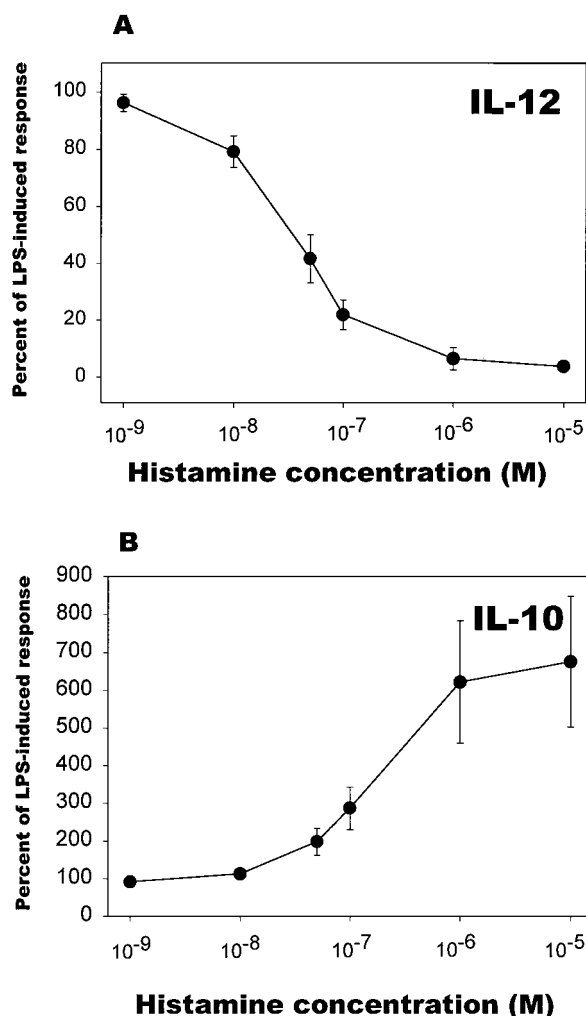 A
IL-12
Percent of LPS-induced response
100
80
60
40
20
0
10⁻⁹ 10⁻⁸ 10⁻⁷ 10⁻⁶ 10⁻⁵
Histamine concentration (M)
B
IL-10
Percent of LPS-induced response
900
800
700
600
500
400
300
200
100
0
10⁻⁹ 10⁻⁸ 10⁻⁷ 10⁻⁶ 10⁻⁵
Histamine concentration (M)